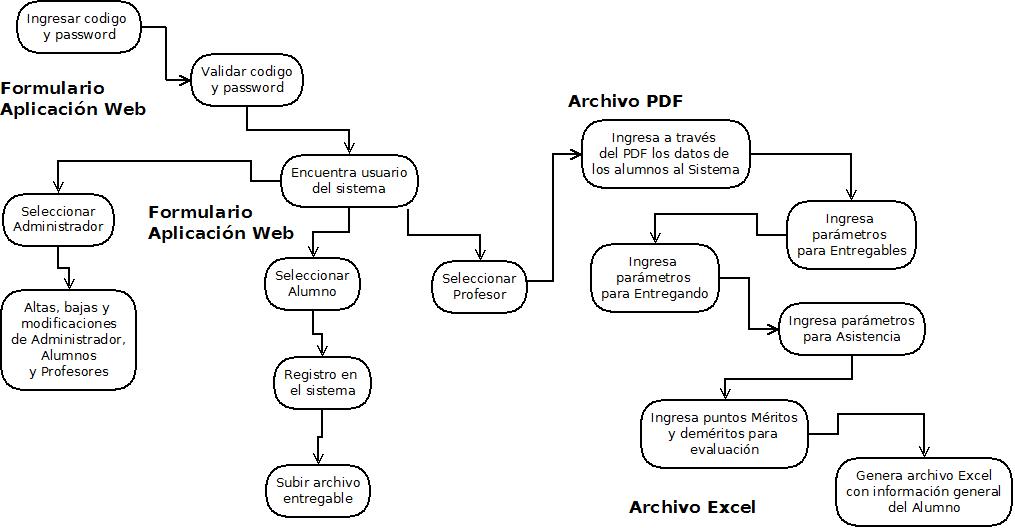 Ingresar codigo
y password
Validar codigo
y password
Formulario
Aplicación Web
Encuentra usuario
del sistema
Seleccionar
Administrador
Formulario
Aplicación Web
Altas, bajas y
modificaciones
de Administrador,
Alumnos
y Profesores
Seleccionar
Alumno
Registro en
el sistema
Subir archivo
entregable
Seleccionar
Profesor
Archivo PDF
Ingresa a través
del PDF los datos de
los alumnos al Sistema
Ingresa
parámetros
para Entregables
Ingresa
parámetros
para Entregando
Ingresa parámetros
para Asistencia
Ingresa puntos Méritos
y deméritos para
evaluación
Genera archivo Excel
con información general
del Alumno
Archivo Excel